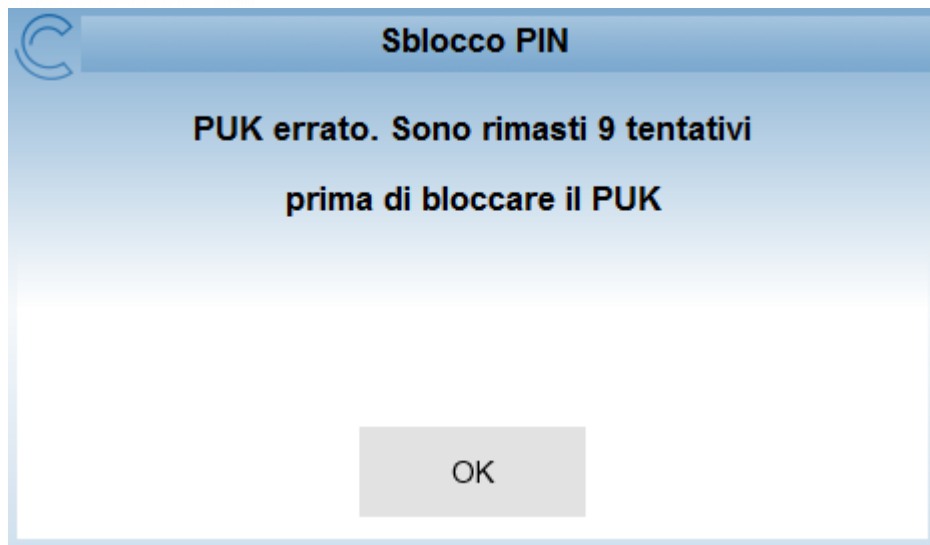 Sblocco PIN
PUK errato. Sono rimasti 9 tentativi
prima di bloccare il PUK
OK